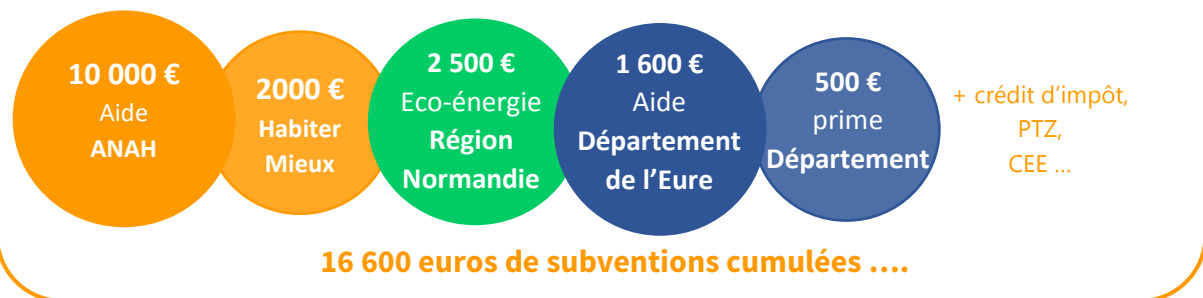 10 000 €
Aide
ANAH
2000 €
Habiter
Mieux
2 500 €
Eco-énergie
Région
Normandie
1 600 €
Aide
Département
de l’Eure
500 €
prime
Département
+ crédit d’impôt,
PTZ,
CEE ...
16 600 euros de subventions cumulées ....